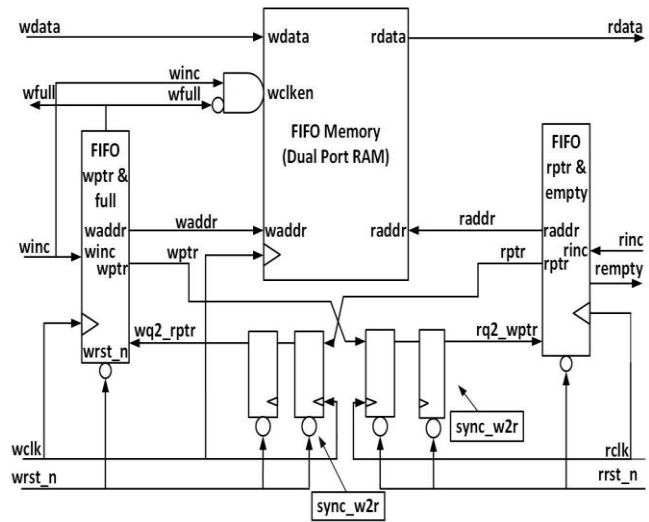 wdata
wdata
rdata
rdata
winc
wfull
wfull
wclken
FIFO Memory
(Dual Port RAM)
FIFO
wptr &
full
FIFO
rptr &
empty
waddr
waddr
waddr
raddr
raddr
raddr
winc
winc
wptr
wptr
rptr
rptr
rinc
rinc
rempty
wq2_rptr
rq2_wptr
wrst_n
sync_w2r
wclk
rclk
wrst_n
rrst_n
sync_w2r